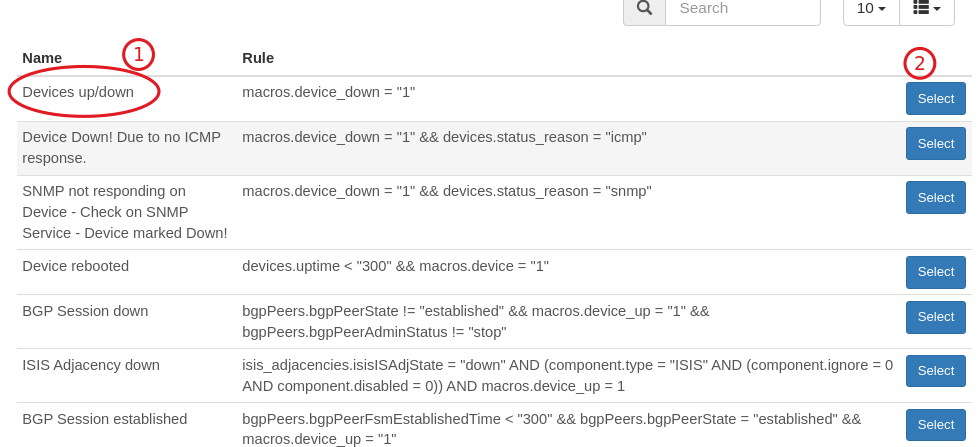 Search
10
Name
1
Rule
2
Devices up/down
macros.device_down = "1"
Select
Device Down! Due to no ICMP
response.
macros.device_down = "1" && devices.status_reason = "icmp"
Select
SNMP not responding on
Device - Check on SNMP
Service - Device marked Down!
macros.device_down = "1" && devices.status_reason = "snmp"
Select
Device rebooted
devices.uptime < "300" && macros.device = "1"
Select
BGP Session down
bgpPeers.bgpPeerState != "established" && macros.device_up = "1" &&
bgpPeers.bgpPeerAdminStatus != "stop"
Select
ISIS Adjacency down
isis_adjacencies.isisISAdjState = "down" AND (component.type = "ISIS" AND (component.ignore = 0
AND component.disabled = 0)) AND macros.device_up = 1
Select
BGP Session established
bgpPeers.bgpPeerFsmEstablishedTime < "300" && bgpPeers.bgpPeerState = "established" &&
macros.device_up = "1"
Select